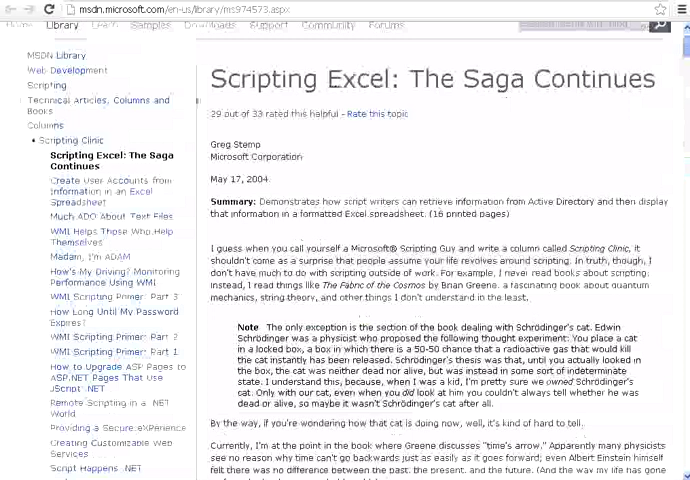 msdn.microsoft.com/en-us/library/ms974573.aspx
Home Library Learn Samples Downloads Support Community Forums
MSDN Library
Web Development
Scripting
Technical Articles, Columns and
Books
Columns
• Scripting Clinic
Scripting Excel: The Saga
Continues
Create User Accounts from
Information in an Excel
Spreadsheet
Much ADO About Text Files
WMI Helps Those Who Help
Themselves
Madam, I'm ADAM
How's My Driving? Monitoring
Performance Using WMI
WMI Scripting Primer: Part 3
How Long Until My Password
Expires?
WMI Scripting Primer: Part 2
WMI Scripting Primer: Part 1
How to Upgrade ASP Pages to
ASP.NET Pages That Use
JScript .NET
Remote Scripting in a .NET
World
Providing a Secure eXPerience
Creating Customizable Web
Services
Script Happens .NET
Scripting Excel: The Saga Continues
29 out of 33 rated this helpful - Rate this topic
Greg Stemp
Microsoft Corporation
May 17, 2004
Summary: Demonstrates how script writers can retrieve information from Active Directory and then display
that information in a formatted Excel spreadsheet. (16 printed pages)
I guess when you call yourself a Microsoft® Scripting Guy and write a column called Scripting Clinic, it
shouldn't come as a surprise that people assume your life revolves around scripting. In truth, though, I
don't have much to do with scripting outside of work. For example, I never read books about scripting;
instead, I read things like The Fabric of the Cosmos by Brian Greene, a fascinating book about quantum
mechanics, string theory, and other things I don't understand in the least.
Note The only exception is the section of the book dealing with Schrödinger's cat. Edwin
Schrödinger was a physicist who proposed the following thought experiment: You place a cat
in a locked box, a box in which there is a 50-50 chance that a radioactive gas that would kill
the cat instantly has been released. Schrödinger's thesis was that, until you actually looked in
the box, the cat was neither dead nor alive, but was instead in some sort of indeterminate
state. I understand this, because, when I was a kid, I'm pretty sure we owned Schrödinger's
cat. Only with our cat, even when you did look at him you couldn't always tell whether he was
dead or alive, so maybe it wasn't Schrödinger's cat after all.
By the way, if you're wondering how that cat is doing now, well, it's kind of hard to tell.
Currently, I'm at the point in the book where Greene discusses "time's arrow." Apparently many physicists
see no reason why time can't go backwards just as easily as it goes forward; even Albert Einstein himself
felt there was no difference between the past, the present, and the future. (And the way my life has gone